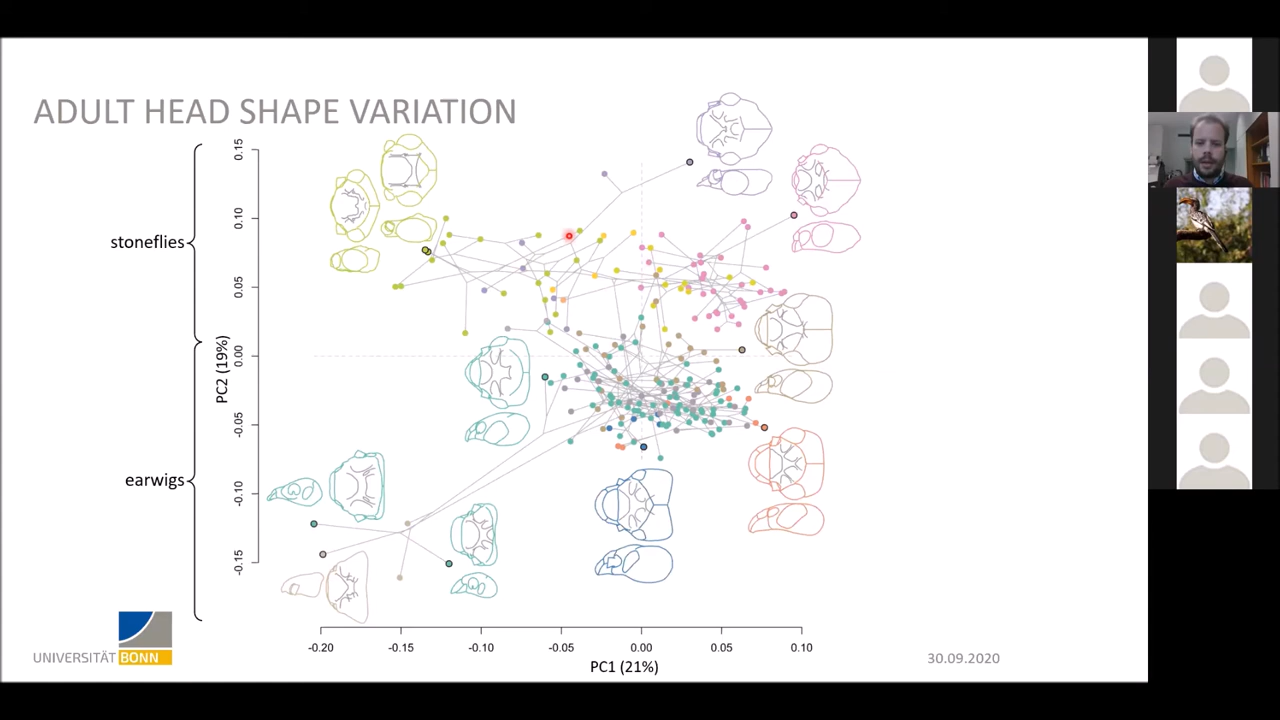 ADULT HEAD SHAPE VARIATION
stoneflies
earwigs
PC2 (19%)
0.15
0.10
0.05
0.00
-0.05
-0.10
-0.15
-0.20
-0.15
-0.10
-0.05
0.00
0.05
0.10
PC1 (21%)
UNIVERSITÄT BONN
30.09.2020